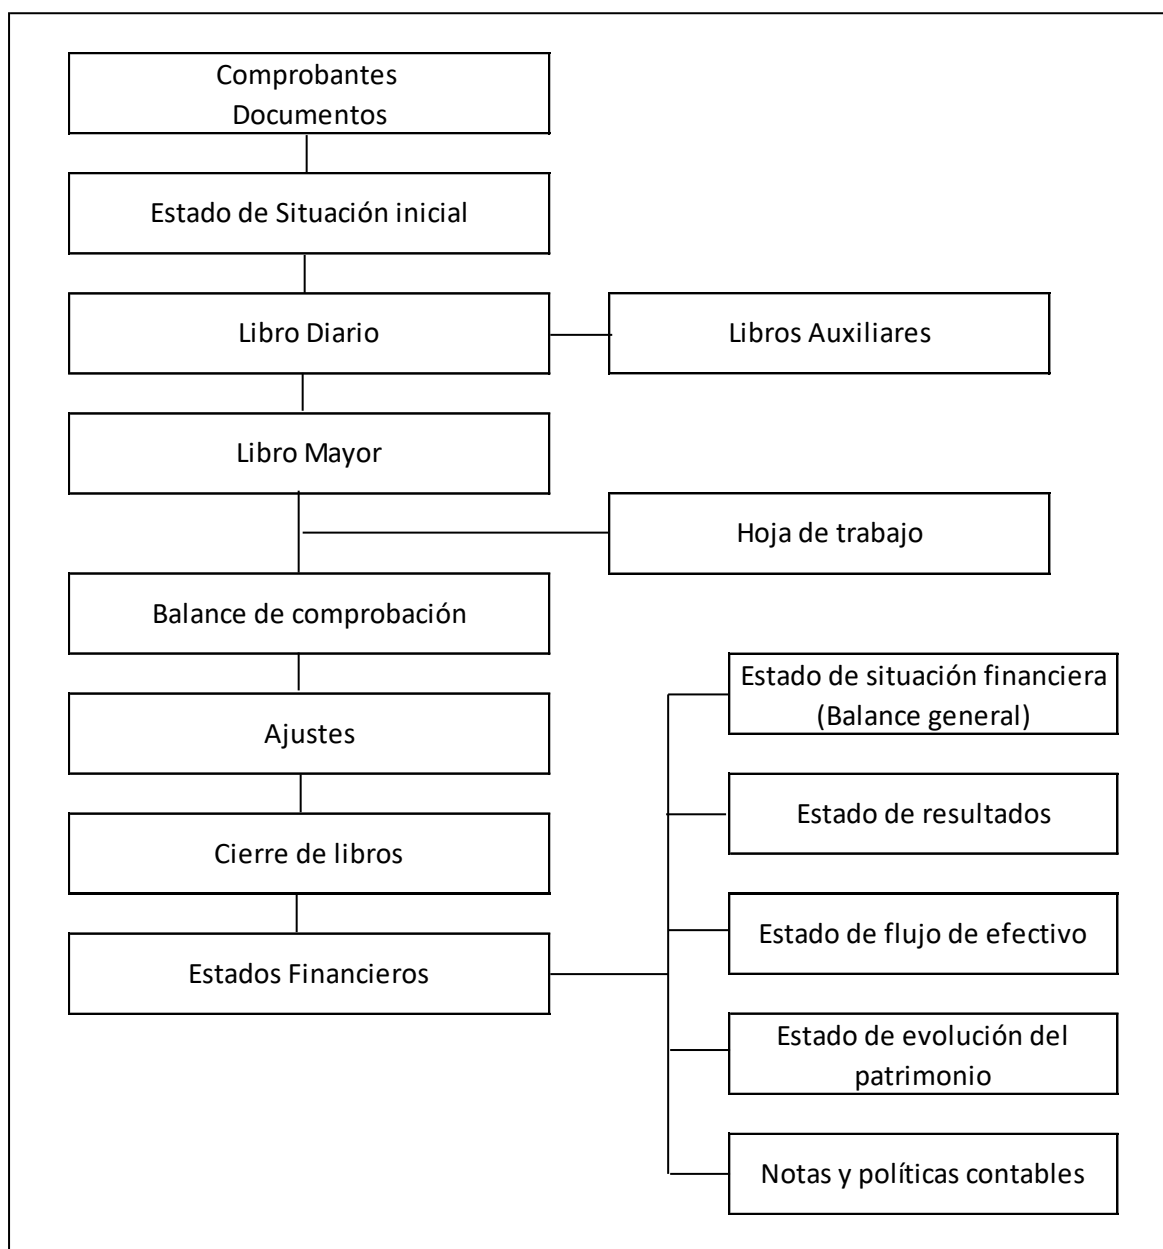 Comprobantes
Documentos
Estado de Situación inicial
Libro Diario
Libros Auxiliares
Libro Mayor
Hoja de trabajo
Balance de comprobación
Ajustes
Cierre de libros
Estados Financieros
Estado de situación financiera
(Balance general)
Estado de resultados
Estado de flujo de efectivo
Estado de evolución del
patrimonio
Notas y políticas contables